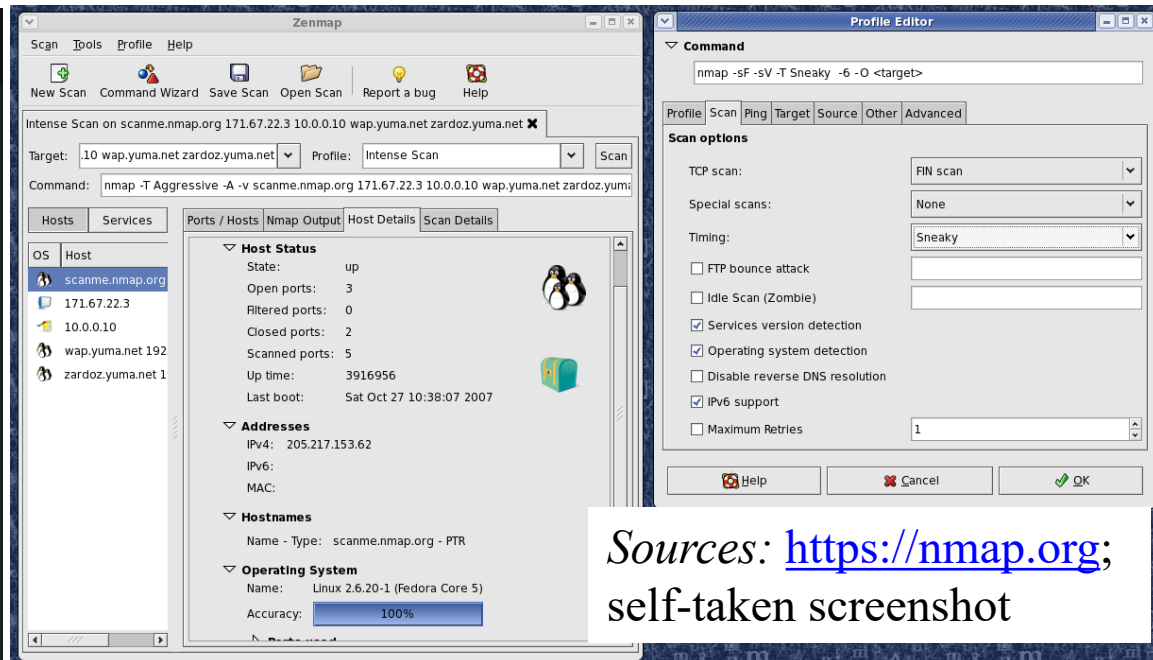 Zenmap
Scan Tools Profile Help
New Scan Command Wizard Save Scan Open Scan Report a bug Help
Intense Scan on scanme.nmap.org 171.67.22.3 10.0.0.10 wap.yuma.net zardoz.yuma.net
Target: .10 wap.yuma.net zardoz.yuma.net Profile: Intense Scan Scan
Command: nmap -T Aggressive -A -v scanme.nmap.org 171.67.22.3 10.0.0.10 wap.yuma.net zardoz.yuma
Hosts Services
OS Host
scanme.nmap.org
171.67.22.3
10.0.0.10
wap.yuma.net 192
zardoz.yuma.net 1
Ports / Hosts Nmap Output Host Details Scan Details
Host Status
State: up
Open ports: 3
Filtered ports: 0
Closed ports: 2
Scanned ports: 5
Up time: 3916956
Last boot: Sat Oct 27 10:38:07 2007
Addresses
IPv4: 205.217.153.62
IPv6:
MAC:
Hostnames
Name - Type: scanme.nmap.org - PTR
Operating System
Name: Linux 2.6.20-1 (Fedora Core 5)
Accuracy: 100%
Profile Editor
Command
nmap -sF -sV -T Sneaky -6 -O <target>
Profile Scan Ping Target Source Other Advanced
Scan options
TCP scan: FIN scan
Special scans: None
Timing: Sneaky
FTP bounce attack
Idle Scan (Zombie)
Services version detection
Operating system detection
Disable reverse DNS resolution
IPv6 support
Maximum Retries 1
Help Cancel OK
Sources: https://nmap.org;
self-taken screenshot